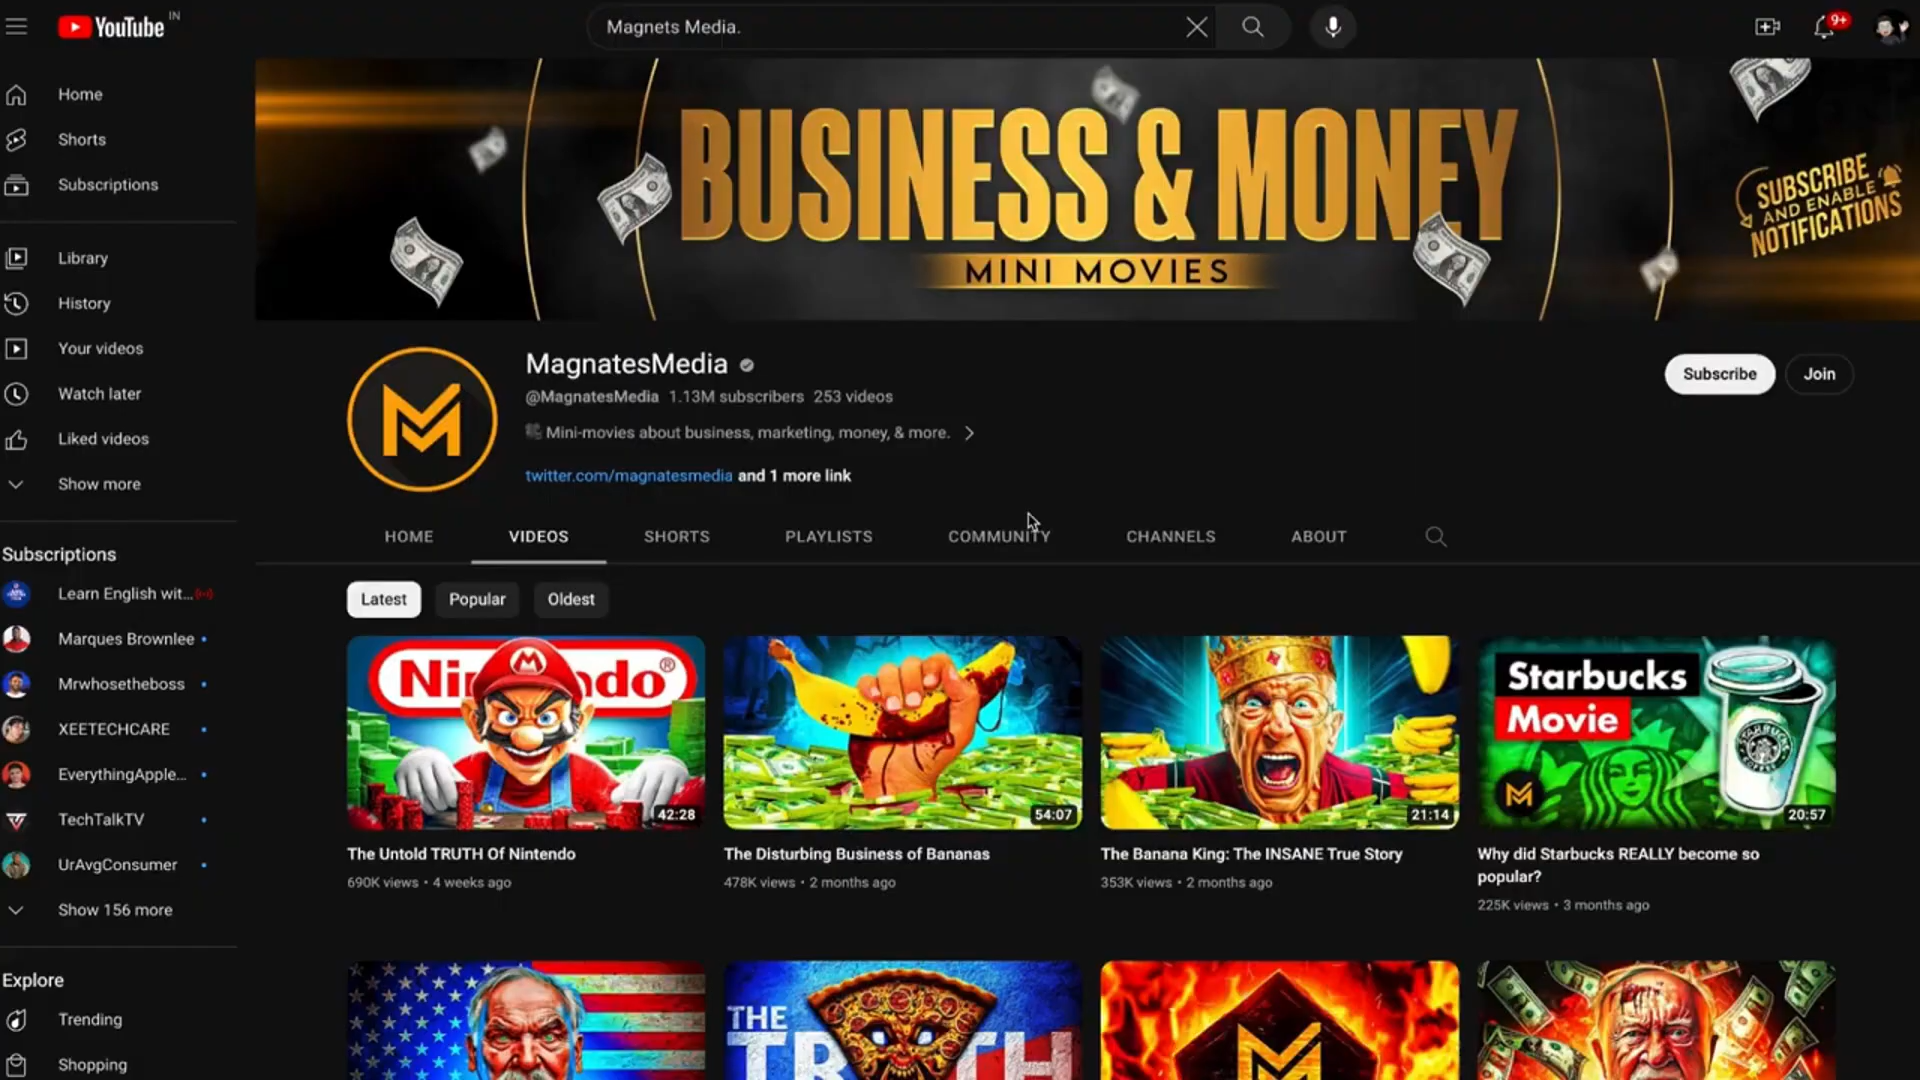 YouTube IN
Magnets Media.
9+
Home
Shorts
Subscriptions
Library
History
Your videos
Watch later
Liked videos
Show more
Subscriptions
Learn English wit...
Marques Brownlee
Mrwhosetheboss
XEETECHCARE
EverythingApple...
TechTalkTV
UrAvgConsumer
Show 156 more
Explore
Trending
Shopping
BUSINESS & MONEY
MINI MOVIES
SUBSCRIBE
AND ENABLE
NOTIFICATIONS
MagnatesMedia
@MagnatesMedia 1.13M subscribers 253 videos
Mini-movies about business, marketing, money, & more.
twitter.com/magnatesmedia and 1 more link
Subscribe
Join
HOME
VIDEOS
SHORTS
PLAYLISTS
COMMUNITY
CHANNELS
ABOUT
Latest
Popular
Oldest
Nin ndo®
M
42:28
The Untold TRUTH Of Nintendo
690K views • 4 weeks ago
54:07
The Disturbing Business of Bananas
478K views • 2 months ago
21:14
The Banana King: The INSANE True Story
353K views • 2 months ago
Starbucks
Movie
STARBUCKS
COFFEE
20:57
Why did Starbucks REALLY become so
popular?
225K views • 3 months ago
THE
TR TH